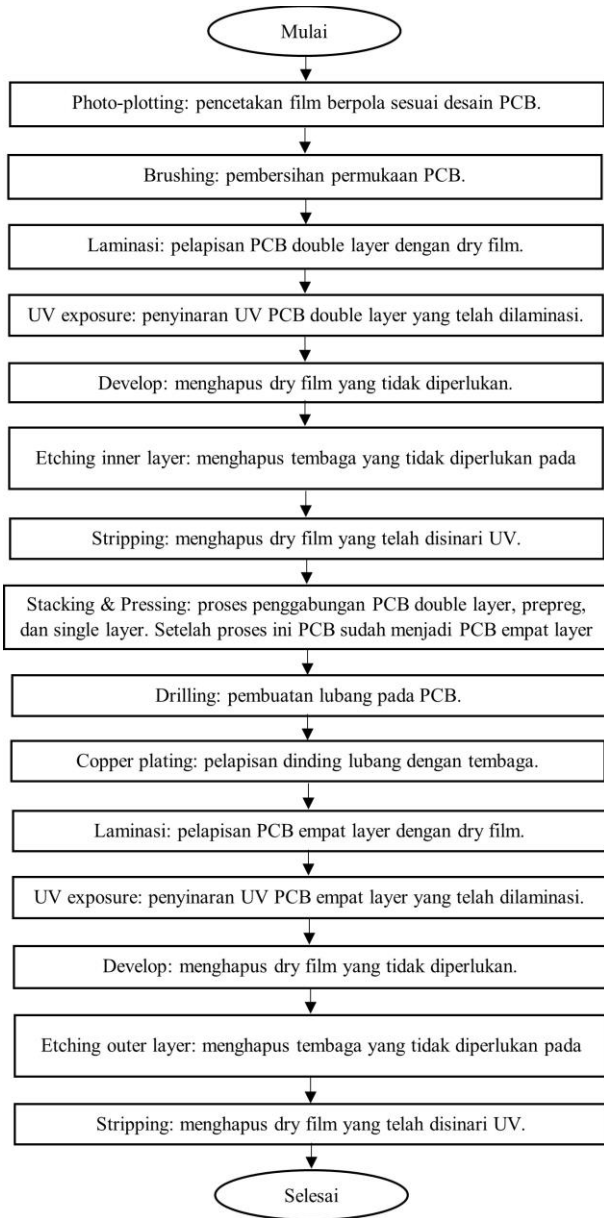 Mulai
Photo-plotting: pencetakan film berpola sesuai desain PCB.
Brushing: pembersihan permukaan PCB.
Laminasi: pelapisan PCB double layer dengan dry film.
UV exposure: penyinaran UV PCB double layer yang telah dilaminasi.
Develop: menghapus dry film yang tidak diperlukan.
Etching inner layer: menghapus tembaga yang tidak diperlukan pada
Stripping: menghapus dry film yang telah disinari UV.
Stacking & Pressing: proses penggabungan PCB double layer, prepreg,
dan single layer. Setelah proses ini PCB sudah menjadi PCB empat layer
Drilling: pembuatan lubang pada PCB.
Copper plating: pelapisan dinding lubang dengan tembaga.
Laminasi: pelapisan PCB empat layer dengan dry film.
UV exposure: penyinaran UV PCB empat layer yang telah dilaminasi.
Develop: menghapus dry film yang tidak diperlukan.
Etching outer layer: menghapus tembaga yang tidak diperlukan pada
Stripping: menghapus dry film yang telah disinari UV.
Selesai